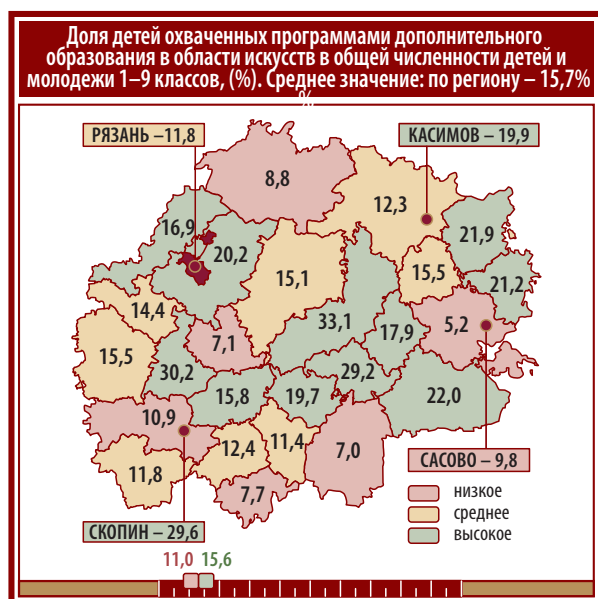 Доля детей охваченных программами дополнительного
образования в области искусств в общей численности детей и
молодежи 1–9 классов, (%). Среднее значение: по региону – 15,7%
%
РЯЗАНЬ –11,8
КАСИМОВ – 19,9
8,8
12,3
16,9
20,2
21,9
15,1
15,5
21,2
14,4
33,1
5,2
15,5
7,1
17,9
30,2
29,2
22,0
15,8
19,7
10,9
12,4
11,4
7,0
11,8
7,7
САСОВО – 9,8
низкое
среднее
высокое
СКОПИН – 29,6
11,0 15,6